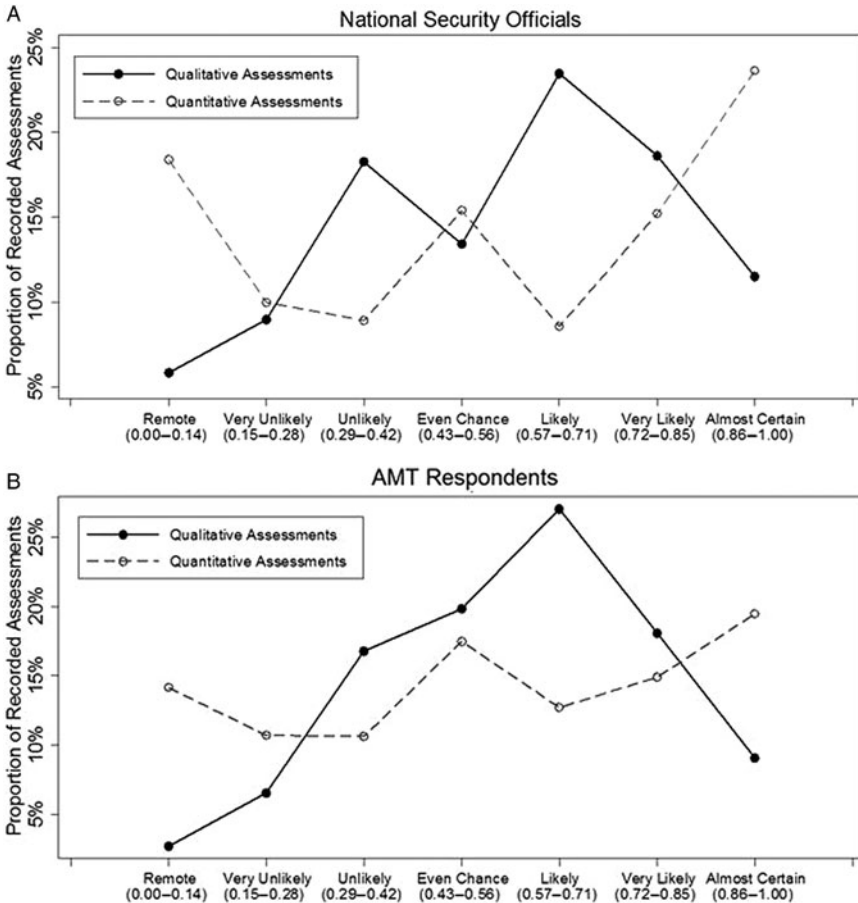 A
National Security Officials
Qualitative Assessments
Quantitative Assessments
Proportion of Recorded Assessments
25%
20%
15%
10%
5%
Remote Very Unlikely Unlikely Even Chance Likely Very Likely Almost Certain
(0.00–0.14) (0.15–0.28) (0.29–0.42) (0.43–0.56) (0.57–0.71) (0.72–0.85) (0.86–1.00)
B
AMT Respondents
Qualitative Assessments
Quantitative Assessments
Proportion of Recorded Assessments
25%
20%
15%
10%
5%
Remote Very Unlikely Unlikely Even Chance Likely Very Likely Almost Certain
(0.00–0.14) (0.15–0.28) (0.29–0.42) (0.43–0.56) (0.57–0.71) (0.72–0.85) (0.86–1.00)